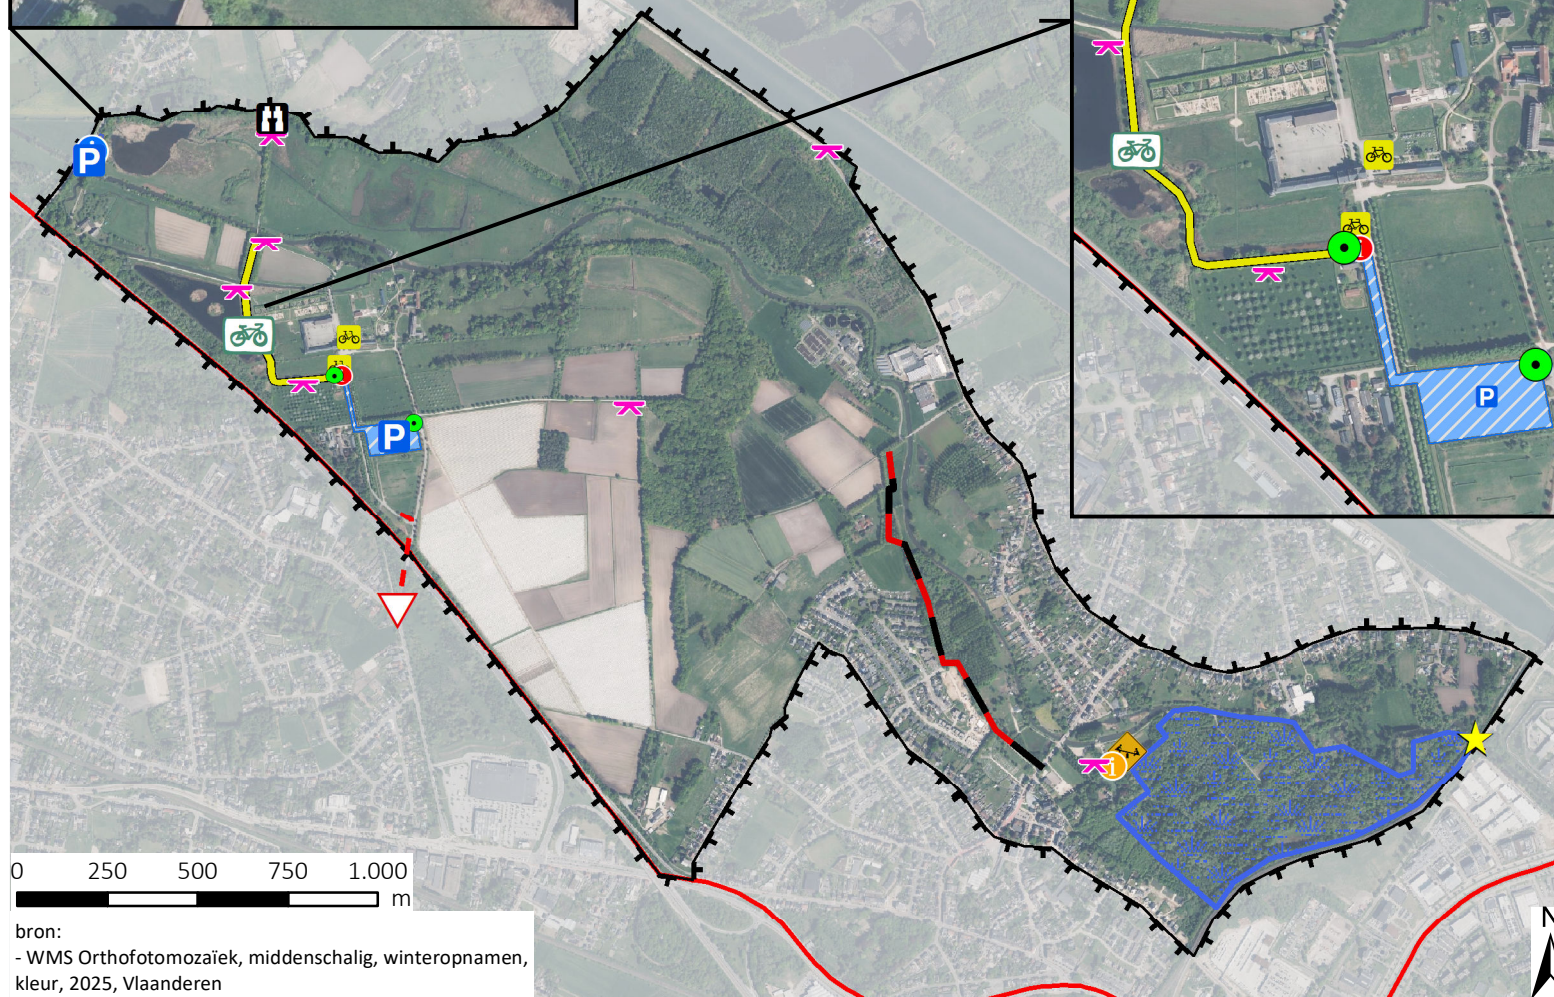 P
P
P
i
0 250 500 750 1.000
m
bron:
- WMS Orthofotomozaïek, middenschalig, winteropnamen,
kleur, 2025, Vlaanderen
N